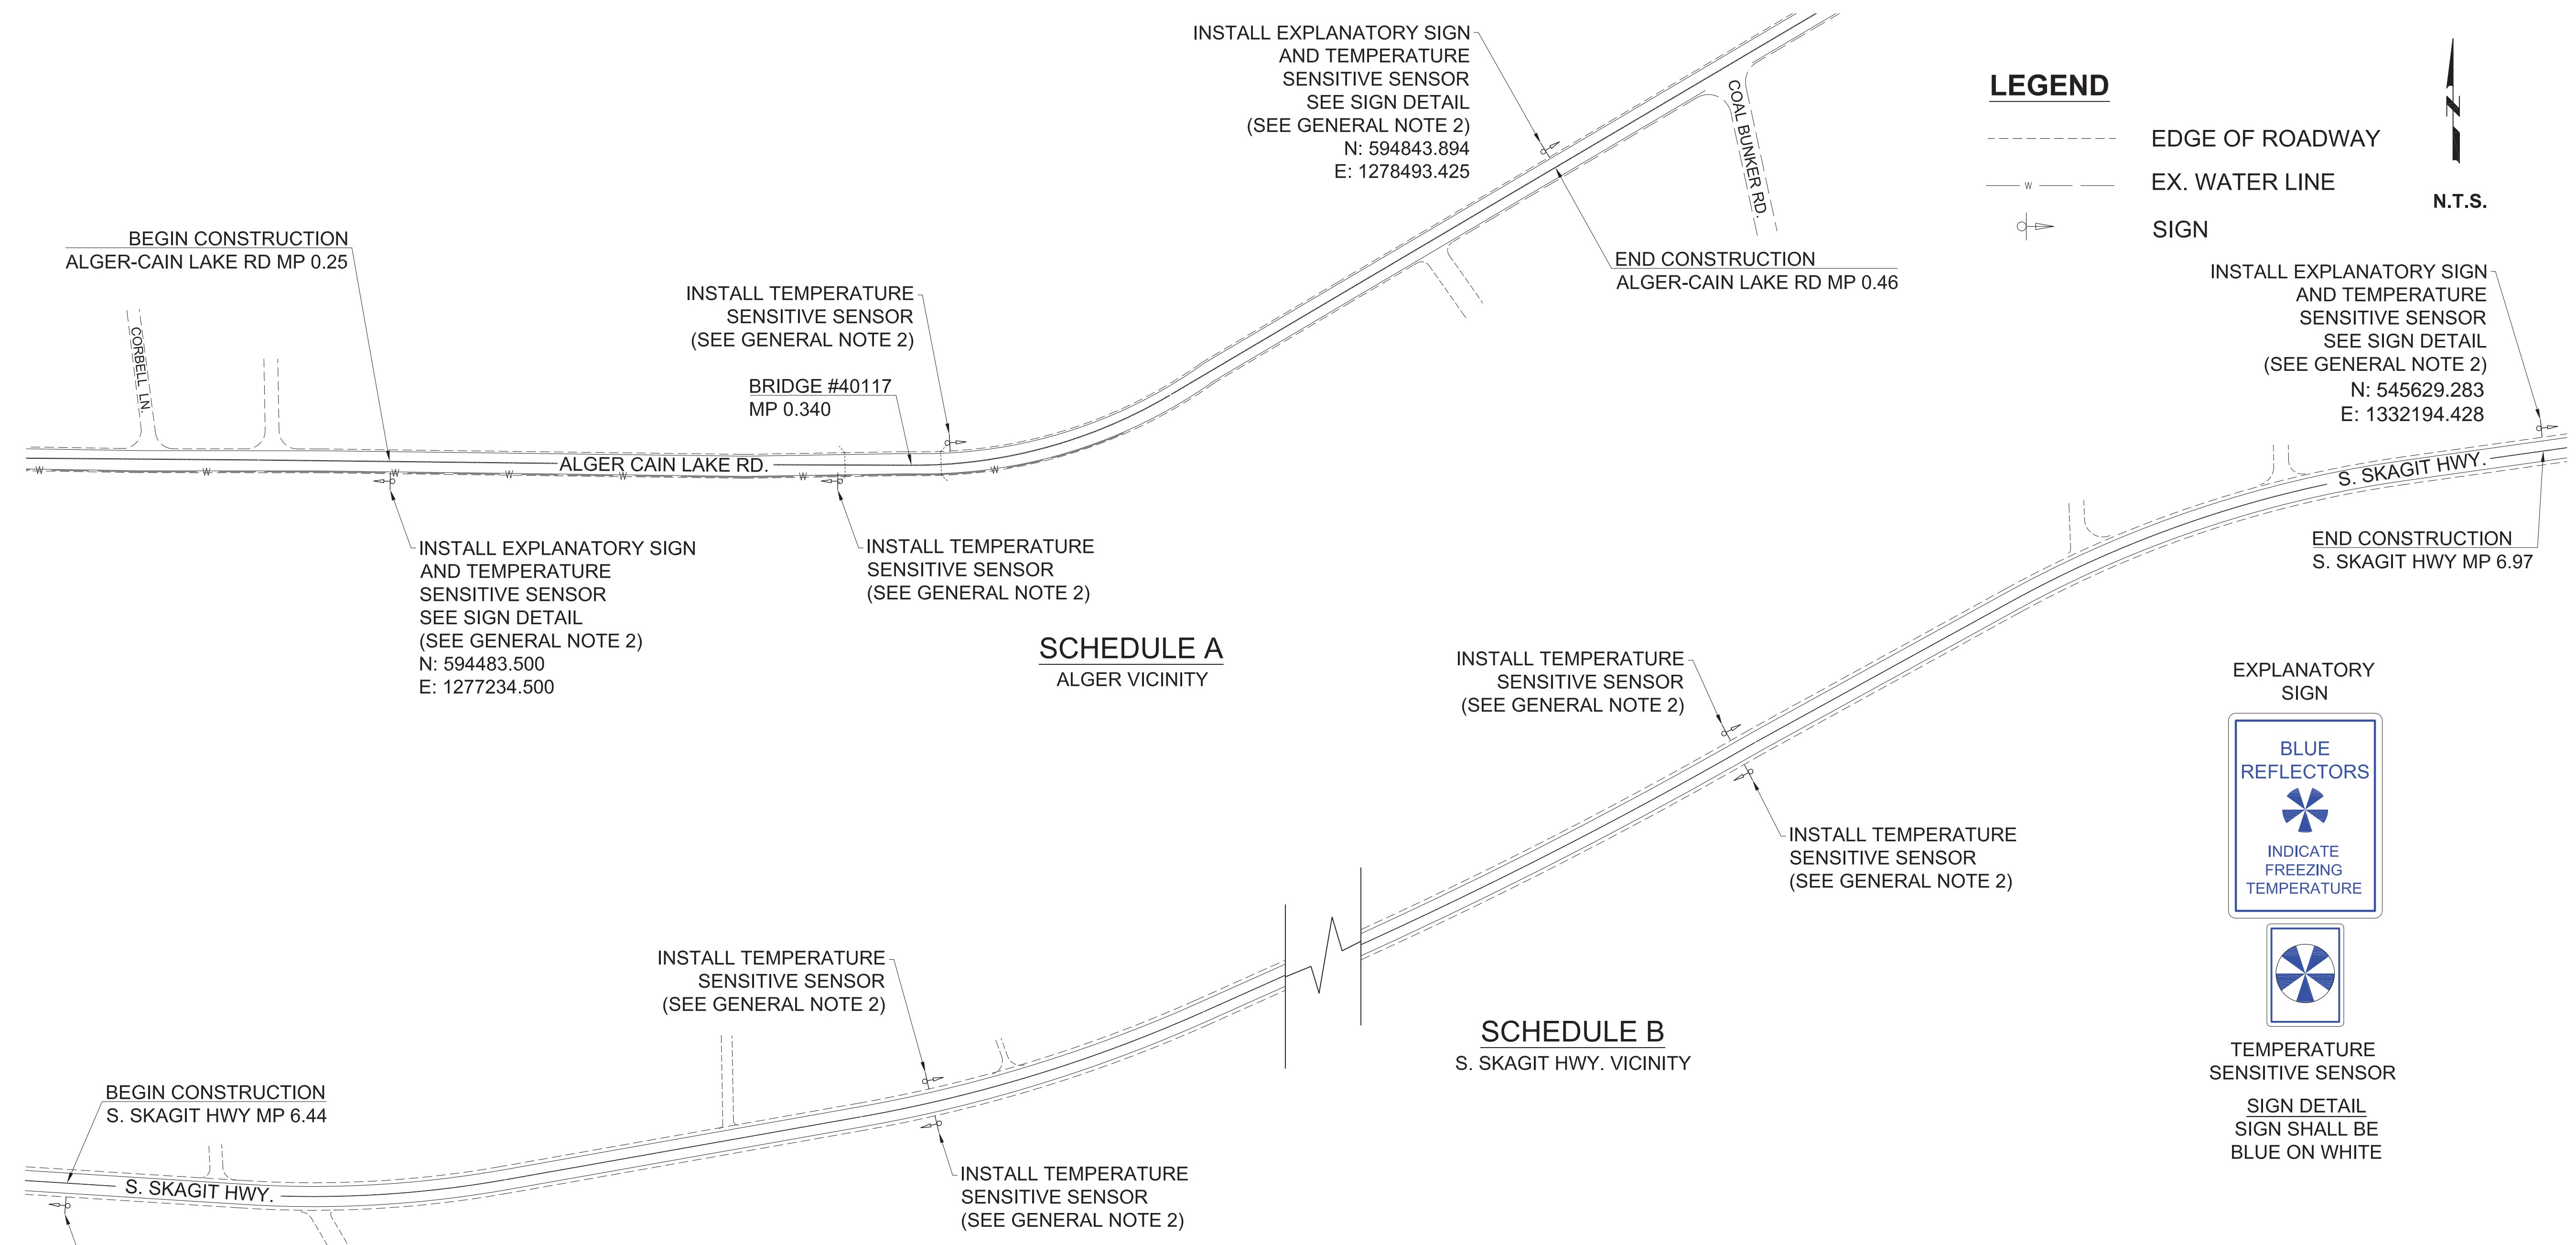 INSTALL EXPLANATORY SIGN
AND TEMPERATURE
SENSITIVE SENSOR
SEE SIGN DETAIL
(SEE GENERAL NOTE 2)
N: 594843.894
E: 1278493.425
COAL BUNKER RD.
LEGEND
EDGE OF ROADWAY
W
EX. WATER LINE
SIGN
N
N.T.S.
BEGIN CONSTRUCTION
ALGER-CAIN LAKE RD MP 0.25
CORBELL LN.
INSTALL TEMPERATURE
SENSITIVE SENSOR
(SEE GENERAL NOTE 2)
BRIDGE #40117
MP 0.340
END CONSTRUCTION
ALGER-CAIN LAKE RD MP 0.46
INSTALL EXPLANATORY SIGN
AND TEMPERATURE
SENSITIVE SENSOR
SEE SIGN DETAIL
(SEE GENERAL NOTE 2)
N: 545629.283
E: 1332194.428
ALGER CAIN LAKE RD.
W W W W W W W
INSTALL EXPLANATORY SIGN
AND TEMPERATURE
SENSITIVE SENSOR
SEE SIGN DETAIL
(SEE GENERAL NOTE 2)
N: 594483.500
E: 1277234.500
INSTALL TEMPERATURE
SENSITIVE SENSOR
(SEE GENERAL NOTE 2)
SCHEDULE A
ALGER VICINITY
S. SKAGIT HWY.
END CONSTRUCTION
S. SKAGIT HWY MP 6.97
INSTALL TEMPERATURE
SENSITIVE SENSOR
(SEE GENERAL NOTE 2)
INSTALL TEMPERATURE
SENSITIVE SENSOR
(SEE GENERAL NOTE 2)
EXPLANATORY
SIGN
BLUE
REFLECTORS
INDICATE
FREEZING
TEMPERATURE
TEMPERATURE
SENSITIVE SENSOR
SIGN DETAIL
SIGN SHALL BE
BLUE ON WHITE
INSTALL TEMPERATURE
SENSITIVE SENSOR
(SEE GENERAL NOTE 2)
SCHEDULE B
S. SKAGIT HWY. VICINITY
BEGIN CONSTRUCTION
S. SKAGIT HWY MP 6.44
S. SKAGIT HWY.
INSTALL TEMPERATURE
SENSITIVE SENSOR
(SEE GENERAL NOTE 2)